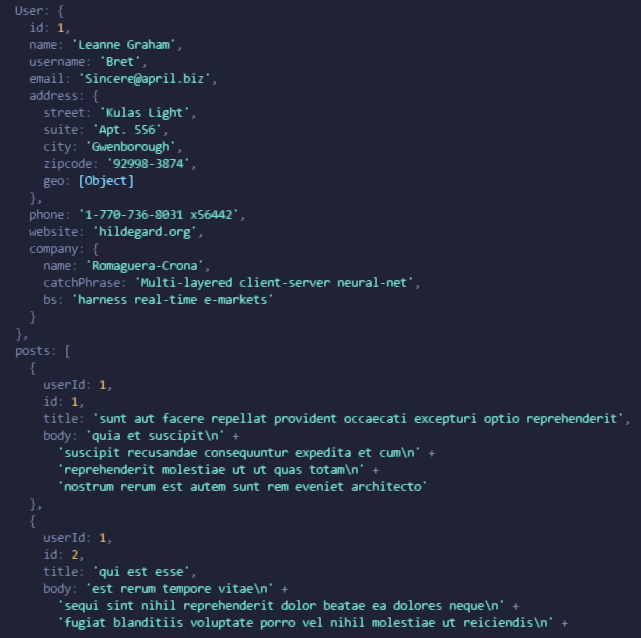 User: {
id: 1,
name: 'Leanne Graham',
username: 'Bret',
email: 'Sincere@april.biz',
address: {
street: 'Kulas Light',
suite: 'Apt. 556',
city: 'Gwenborough',
zipcode: '92998-3874',
geo: [Object]
},
phone: '1-770-736-8031 x56442',
website: 'hildegard.org',
company: {
name: 'Romaguera-Crona',
catchPhrase: 'Multi-layered client-server neural-net',
bs: 'harness real-time e-markets'
}
},
posts: [
{
userId: 1,
id: 1,
title: 'sunt aut facere repellat provident occaecati excepturi optio reprehenderit',
body: 'quia et suscipit\n' +
'suscipit recusandae consequuntur expedita et cum\n' +
'reprehenderit molestiae ut ut quas totam\n' +
'nostrum rerum est autem sunt rem eveniet architecto'
},
{
userId: 1,
id: 2,
title: 'qui est esse',
body: 'est rerum tempore vitae\n' +
'sequi sint nihil reprehenderit dolor beatae ea dolores neque\n' +
'fugiat blanditiis voluptate porro vel nihil molestiae ut reiciendis\n' +